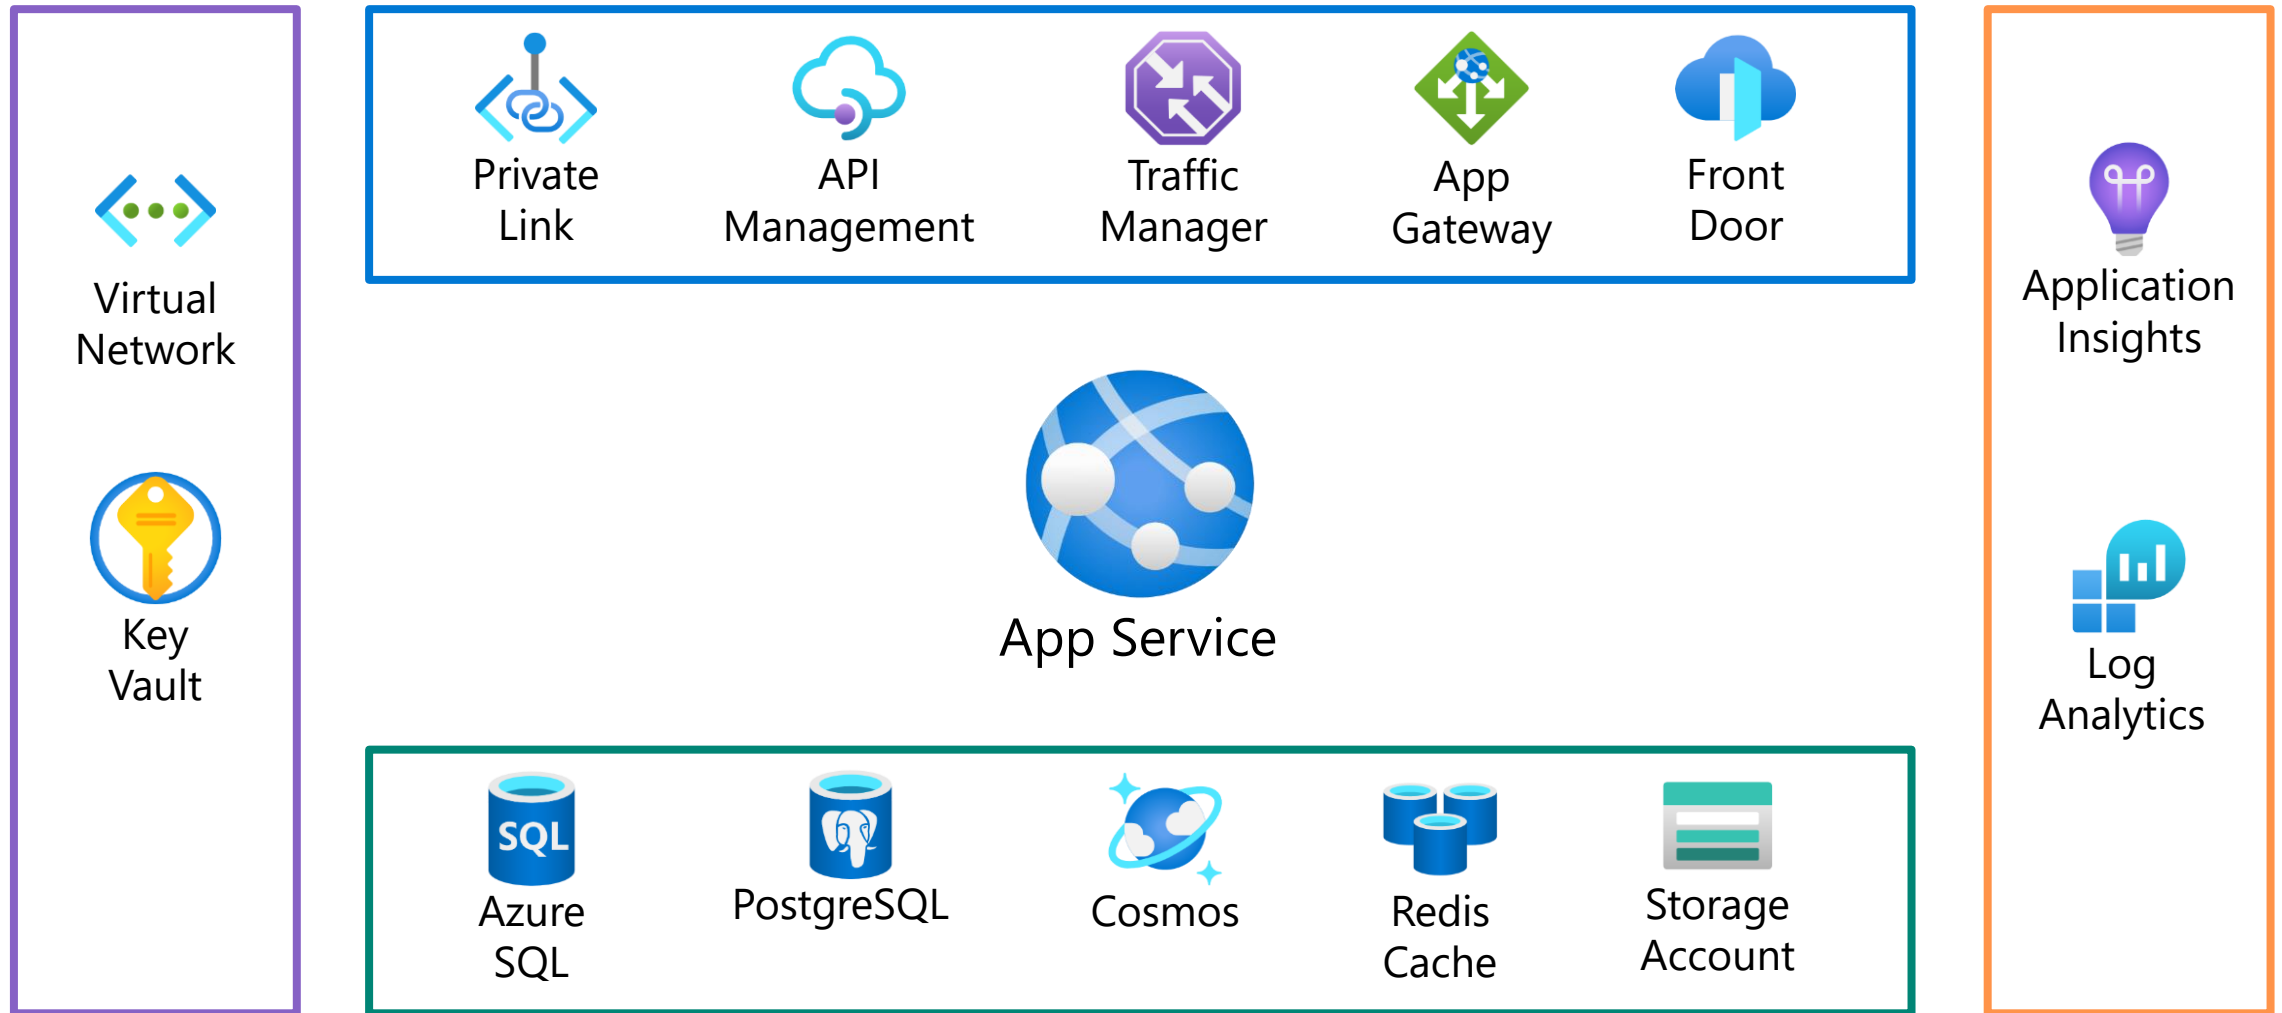 Virtual
Network
Key
Vault
Private
Link
API
Management
Traffic
Manager
App
Gateway
Front
Door
App Service
SQL
Azure
SQL
PostgreSQL
Cosmos
Redis
Cache
Storage
Account
Application
Insights
Log
Analytics